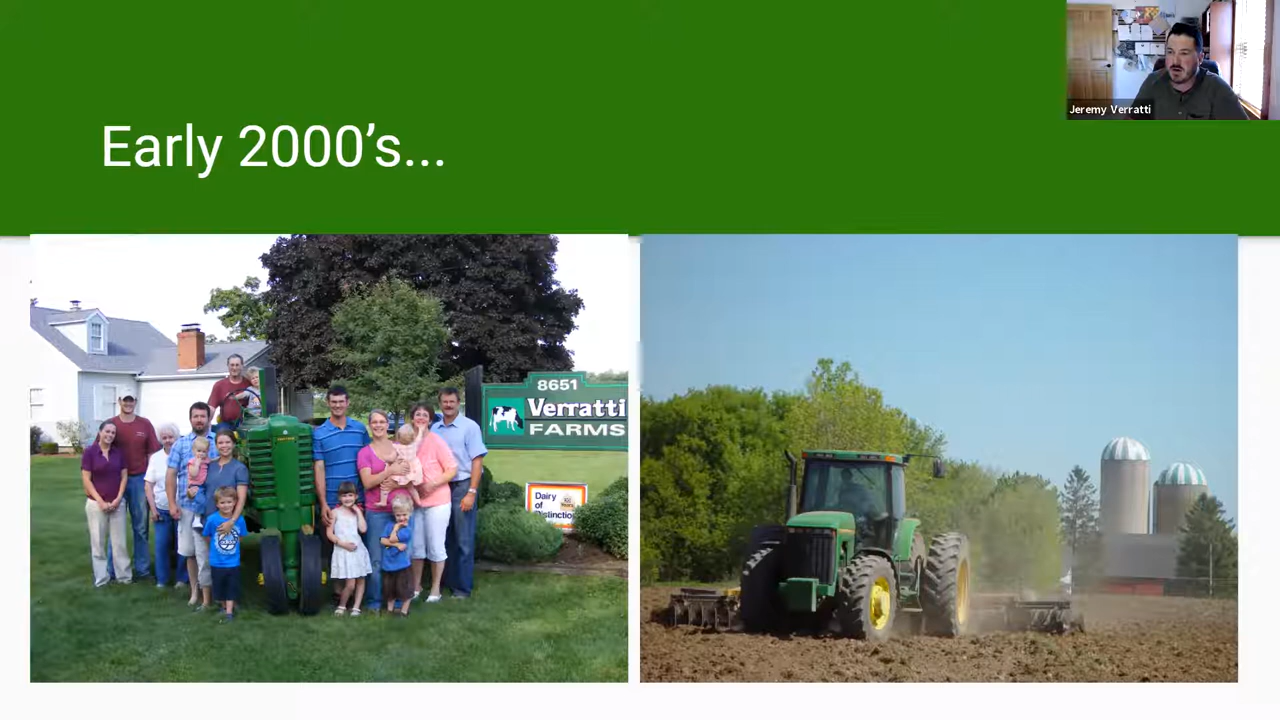 Jeremy Verratti
Early 2000's...
8651
Verratti
FARMS
Dairy
of
Distinction